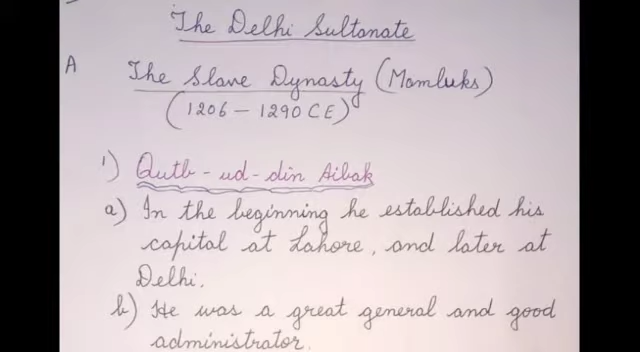 The Delhi Sultanate
A The Slave Dynasty (Mamluks)
(1206 – 1290 CE)
1) Qutb-ud-din Aibak
a) In the beginning he established his
capital at Lahore, and later at
Delhi.
b) He was a great general and good
administrator.